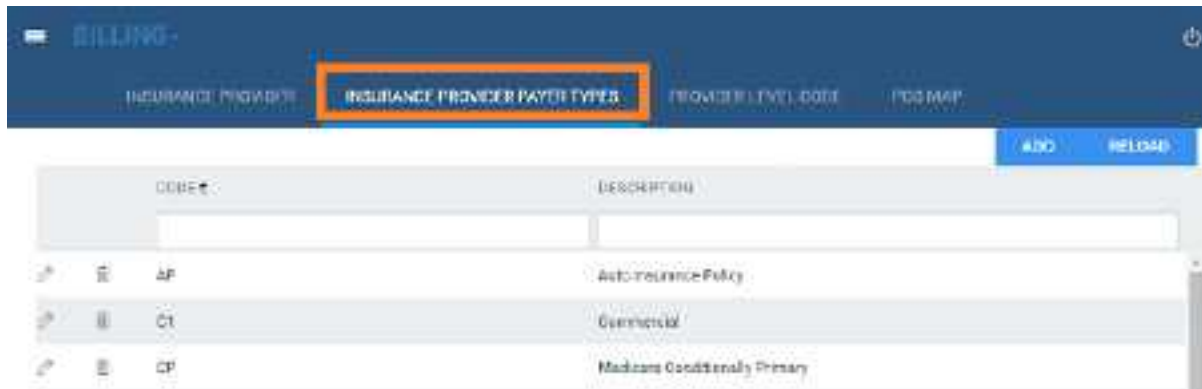 BILLING
INSURANCE PROVIDER INSURANCE PROVIDER PAYER TYPES PROVIDER LEVEL CODE POS MAP
ADD RELOAD
CODE DESCRIPTION
AP Auto Insurance Policy
C1 Commercial
CP Medicare Conditionally Primary